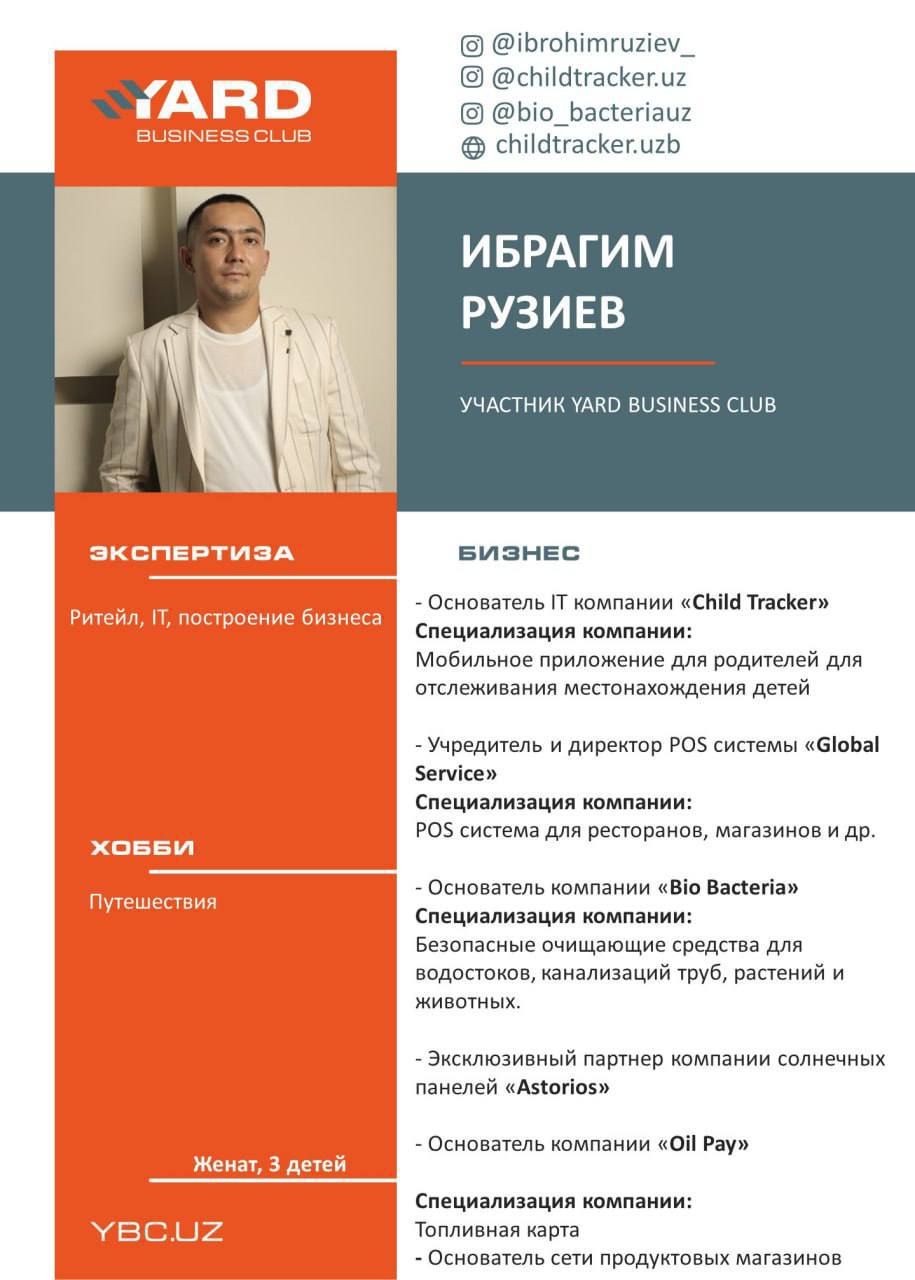 @ibrohimruziev_
@childtracker.uz
@bio_bacteriauz
childtracker.uzb
YARD
BUSINESS CLUB
ИБРАГИМ
РУЗИЕВ
УЧАСТНИК YARD BUSINESS CLUB
ЭКСПЕРТИЗА
Ритейл, IT, построение бизнеса
ХОББИ
Путешествия
Женат, 3 детей
YBC.UZ
БИЗНЕС
- Основатель IT компании «Child Tracker»
Специализация компании:
Мобильное приложение для родителей для
отслеживания местонахождения детей
- Учредитель и директор POS системы «Global
Service»
Специализация компании:
POS система для ресторанов, магазинов и др.
- Основатель компании «Bio Bacteria»
Специализация компании:
Безопасные очищающие средства для
водостоков, канализаций труб, растений и
животных.
- Эксклюзивный партнер компании солнечных
панелей «Astorios»
- Основатель компании «Oil Pay»
Специализация компании:
Топливная карта
- Основатель сети продуктовых магазинов